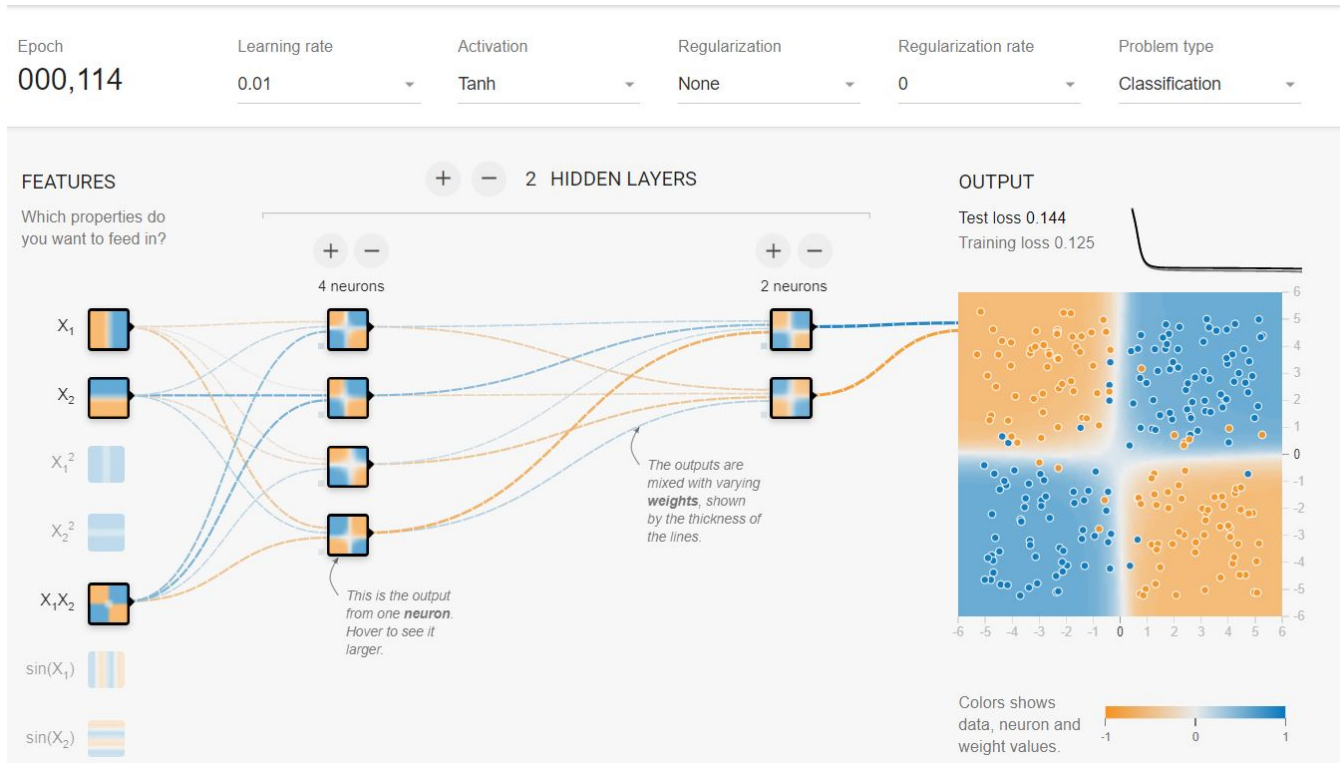 Epoch
000,114
Learning rate
0.01
Activation
Tanh
Regularization
None
Regularization rate
0
Problem type
Classification
FEATURES
Which properties do
you want to feed in?
+ − 2 HIDDEN LAYERS
+ −
4 neurons
+ −
2 neurons
X₁
X₂
X₁²
X₂²
X₁X₂
sin(X₁)
sin(X₂)
This is the output
from one neuron.
Hover to see it
larger.
The outputs are
mixed with varying
weights, shown
by the thickness of
the lines.
OUTPUT
Test loss 0.144
Training loss 0.125
6
5
4
3
2
1
0
-1
-2
-3
-4
-5
-6
-6 -5 -4 -3 -2 -1 0 1 2 3 4 5 6
Colors shows
data, neuron and
weight values.
-1 0 1